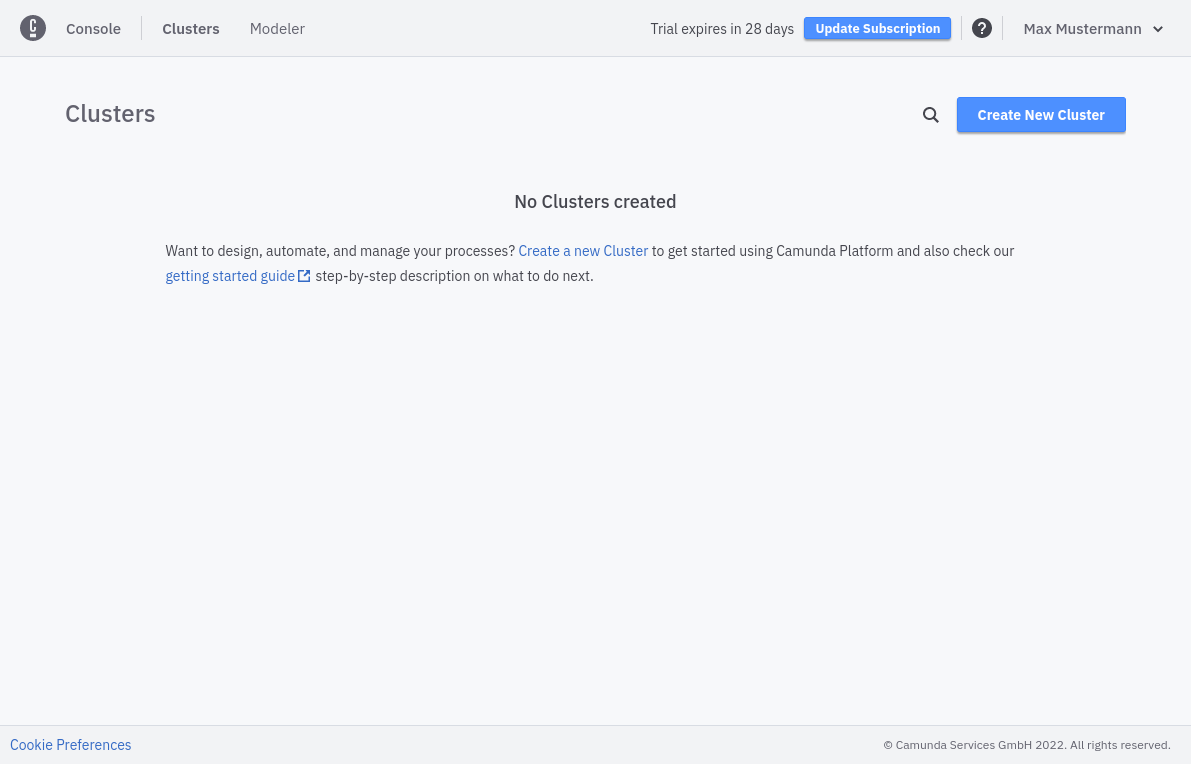 Console Clusters Modeler Trial expires in 28 days Update Subscription ? Max Mustermann
Clusters Create New Cluster
No Clusters created
Want to design, automate, and manage your processes? Create a new Cluster to get started using Camunda Platform and also check our
getting started guide step-by-step description on what to do next.
Cookie Preferences © Camunda Services GmbH 2022. All rights reserved.